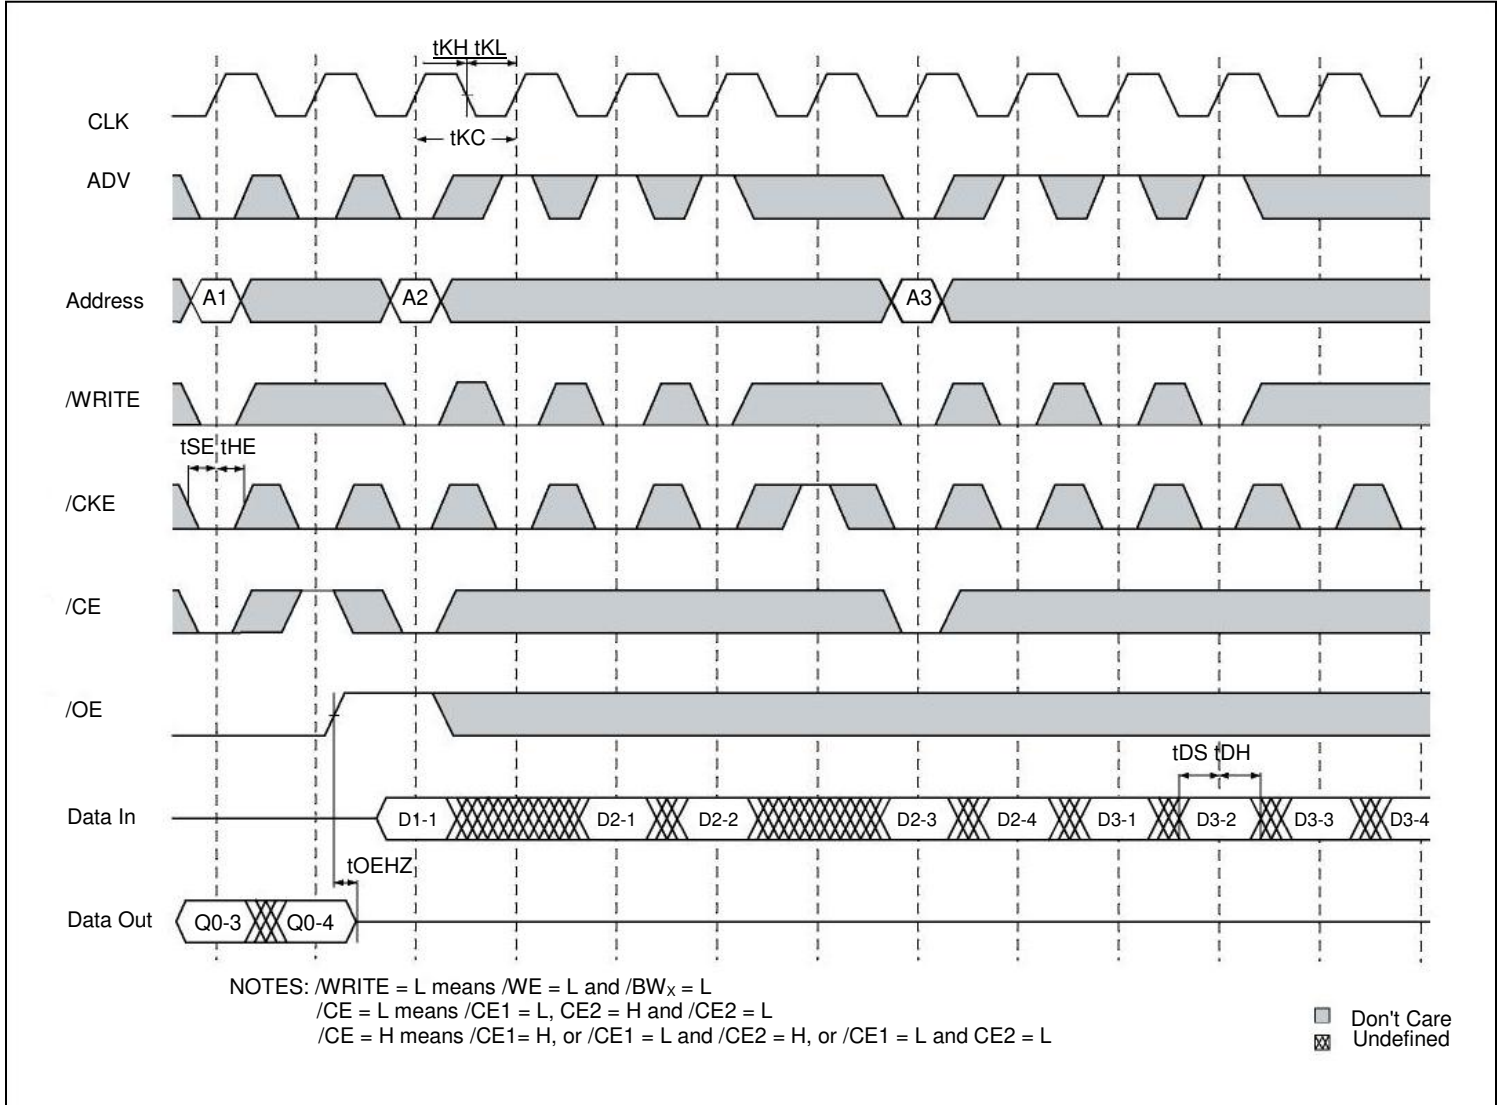 tKH tKL
CLK
tKC
ADV
Address A1 A2 A3
/WRITE
tSE tHE
/CKE
/CE
/OE
tDS tDH
Data In D1-1 D2-1 D2-2 D2-3 D2-4 D3-1 D3-2 D3-3 D3-4
tOEHZ
Data Out Q0-3 Q0-4
NOTES: /WRITE = L means /WE = L and /BWX = L
/CE = L means /CE1 = L, CE2 = H and /CE2 = L
/CE = H means /CE1= H, or /CE1 = L and /CE2 = H, or /CE1 = L and CE2 = L
Don't Care
Undefined